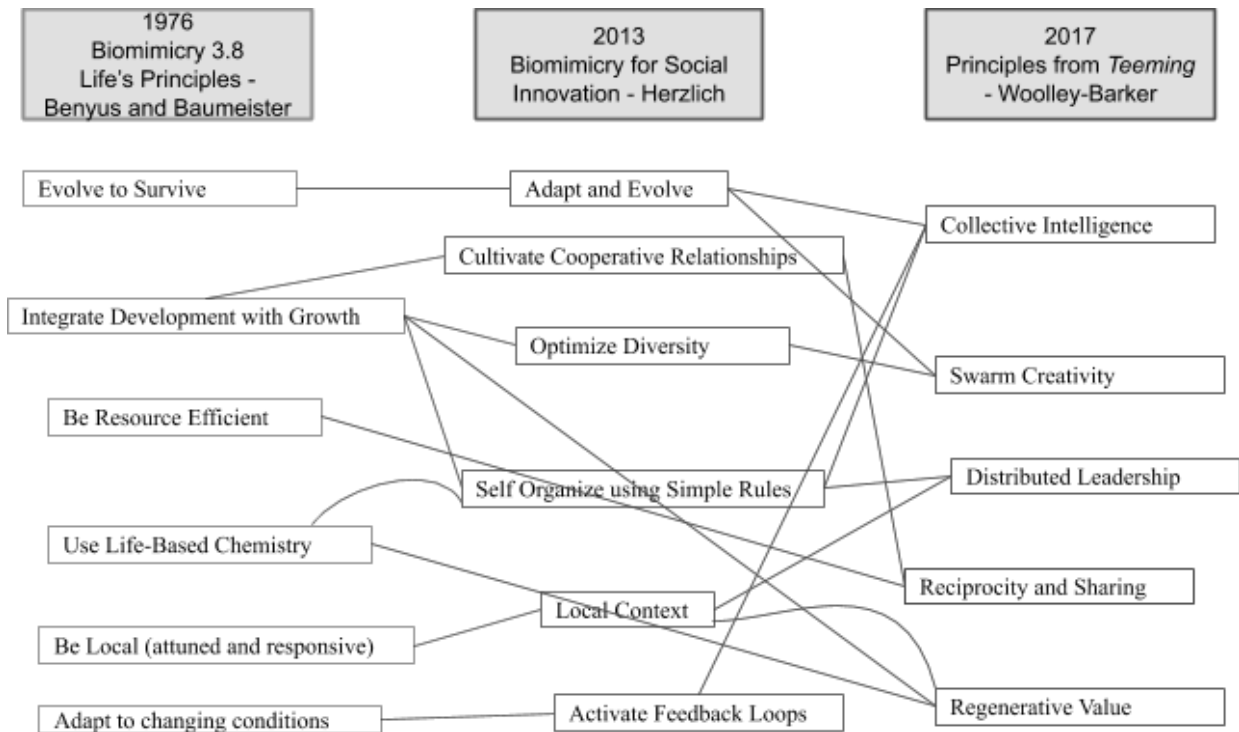 1976
Biomimicry 3.8
Life's Principles -
Benyus and Baumeister
2013
Biomimicry for Social
Innovation - Herzlich
2017
Principles from Teeming
- Woolley-Barker
Evolve to Survive
Integrate Development with Growth
Be Resource Efficient
Use Life-Based Chemistry
Be Local (attuned and responsive)
Adapt to changing conditions
Adapt and Evolve
Cultivate Cooperative Relationships
Optimize Diversity
Self Organize using Simple Rules
Local Context
Activate Feedback Loops
Collective Intelligence
Swarm Creativity
Distributed Leadership
Reciprocity and Sharing
Regenerative Value